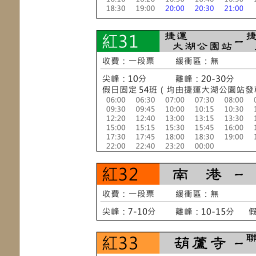 18:30 19:00 20:00 20:30 21:00
紅31 捷運大湖公園站－捷
收費：一段票 緩衝區：無
尖峰：10分 離峰：20-30分
假日固定 54班（均由捷運大湖公園站發
06:00 06:30 07:00 07:30 08:00
09:30 09:45 10:00 10:15 10:30
12:20 12:40 13:00 13:15 13:30
15:00 15:15 15:30 15:45 16:00
17:30 17:45 18:00 18:30 19:00
22:00 22:40 23:20 00:00
紅32 南港－
收費：一段票 緩衝區：無
尖峰：7-10分 離峰：10-15分 假
紅33 葫蘆寺－聯